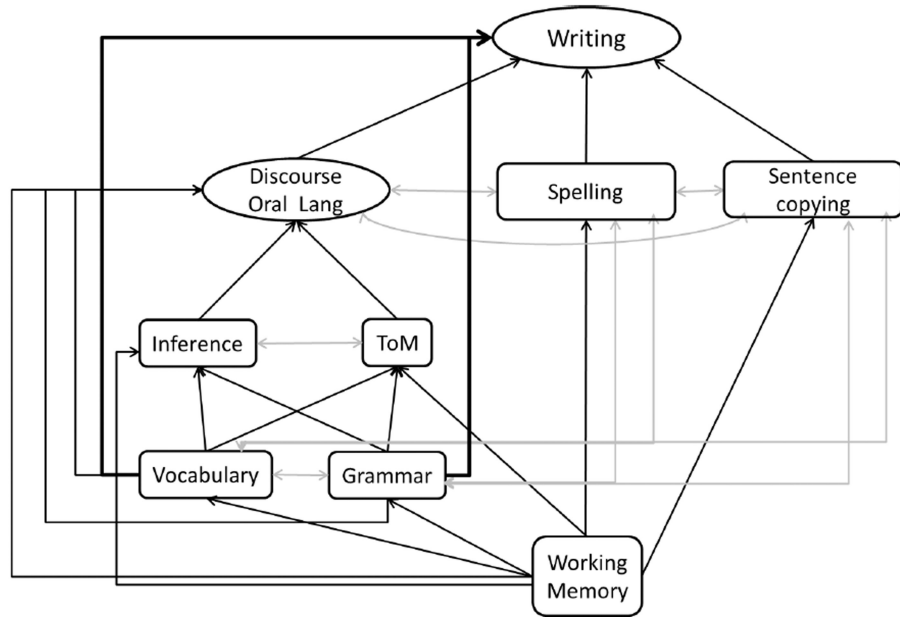 Writing
Discourse
Oral Lang
Spelling
Sentence
copying
Inference
ToM
Vocabulary
Grammar
Working
Memory